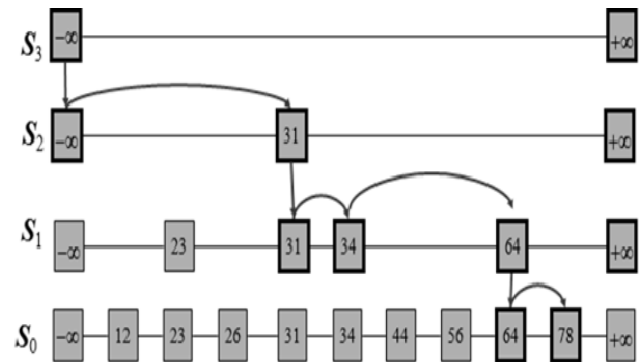 S3 -∞ +∞
S2 -∞ 31 +∞
S1 -∞ 23 31 34 64 +∞
S0 -∞ 12 23 26 31 34 44 56 64 78 +∞